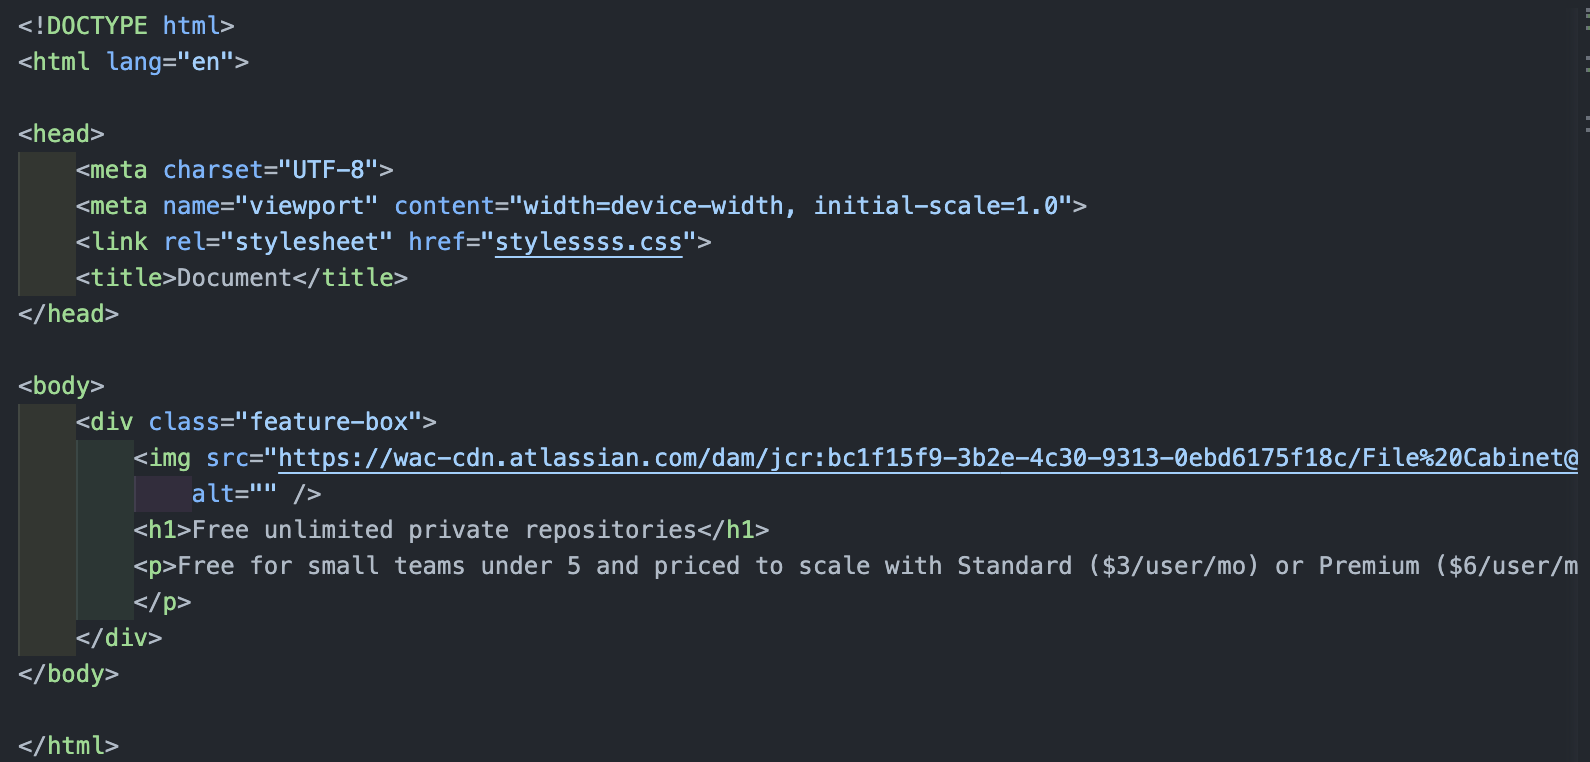 <!DOCTYPE html>
<html lang="en">
<head>
<meta charset="UTF-8">
<meta name="viewport" content="width=device-width, initial-scale=1.0">
<link rel="stylesheet" href="stylessss.css">
<title>Document</title>
</head>
<body>
<div class="feature-box">
<img src="https://wac-cdn.atlassian.com/dam/jcr:bc1f15f9-3b2e-4c30-9313-0ebd6175f18c/File%20Cabinet@
alt="" />
<h1>Free unlimited private repositories</h1>
<p>Free for small teams under 5 and priced to scale with Standard ($3/user/mo) or Premium ($6/user/m
</p>
</div>
</body>
</html>